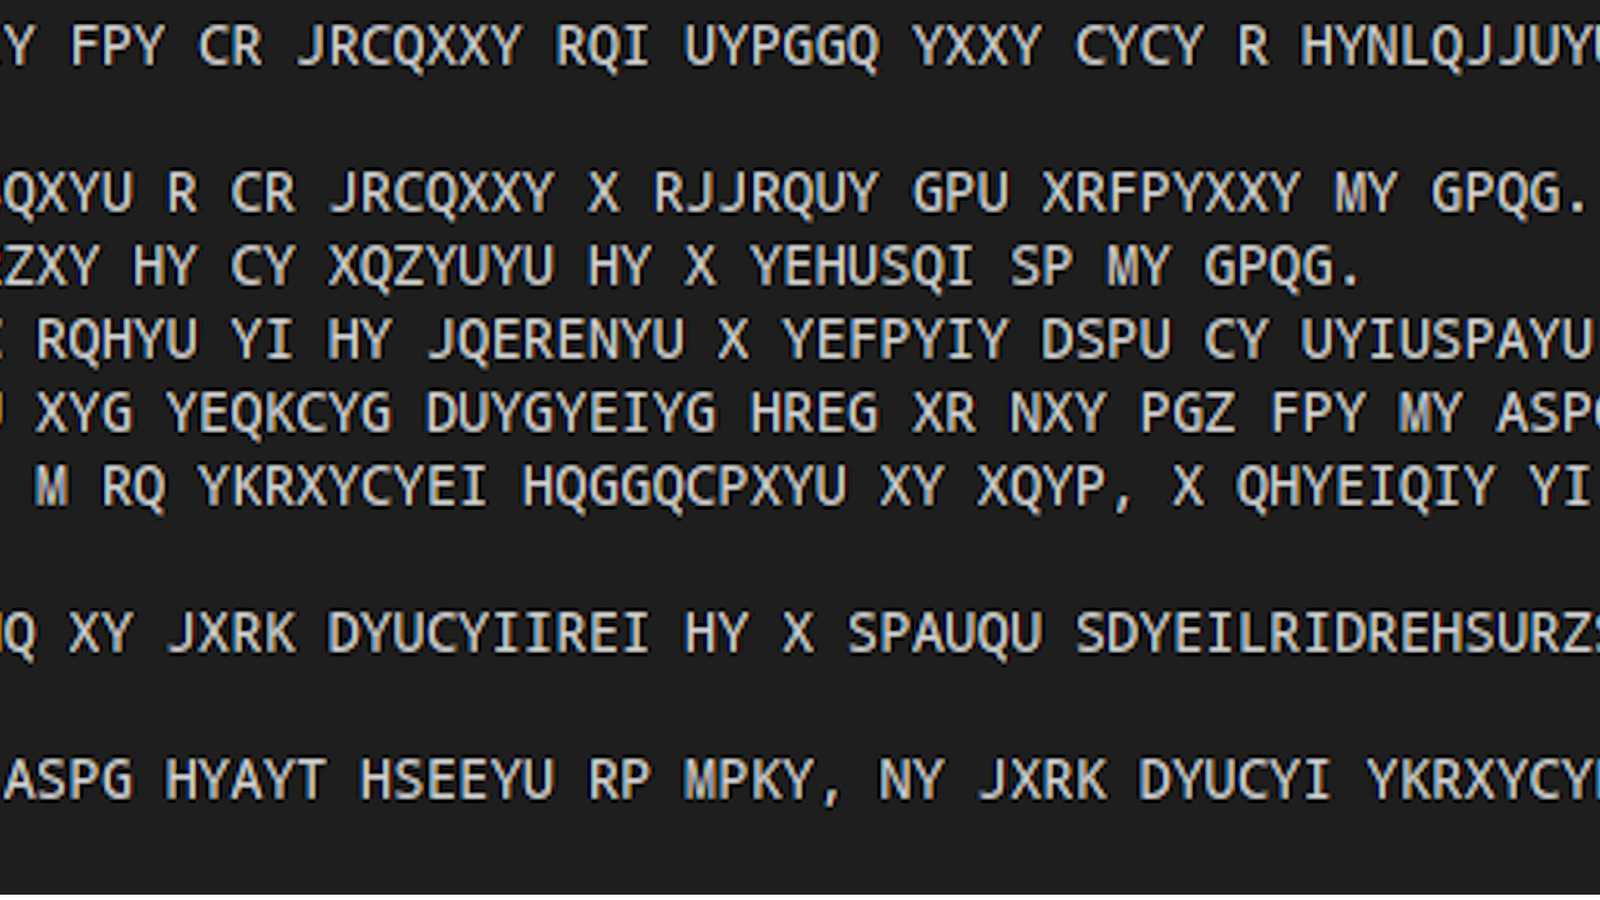 Y FPY CR JRCQXXY RQI UYPGGQ YXXY CYCY R HYNLQJJUYU
QXYU R CR JRCQXXY X RJJRQUY GPU XRFPYXXY MY GPQG.
ZXY HY CY XQZYUYU HY X YEHUSQI SP MY GPQG.
RQHYU YI HY JQERENYU X YEFPYIY DSPU CY UYIUSPAYU
XYG YEQKCYG DUYGYEIYG HREG XR NXY PGZ FPY MY ASPG
M RQ YKRXYCYEI HQGGQCPXYU XY XQYP, X QHYEIQIY YI
Q XY JXRK DYUCYIIREI HY X SPAUQU SDYEILRIDREHSURZS
ASPG HYAYT HSEEYU RP MPKY, NY JXRK DYUCYI YKRXYCY